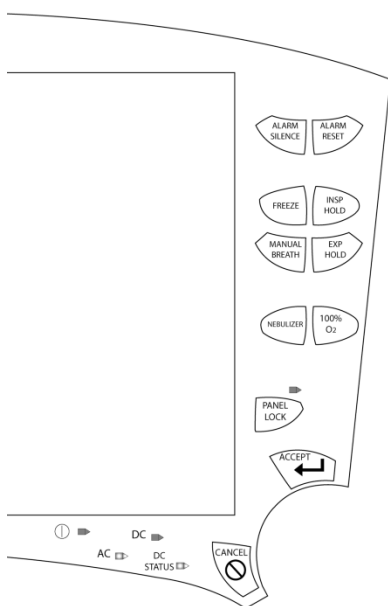 ALARM
SILENCE
ALARM
RESET
FREEZE
INSP
HOLD
MANUAL
BREATH
EXP
HOLD
NEBULIZER
100%
O2
PANEL
LOCK
ACCEPT
DC
AC
DC
STATUS
CANCEL